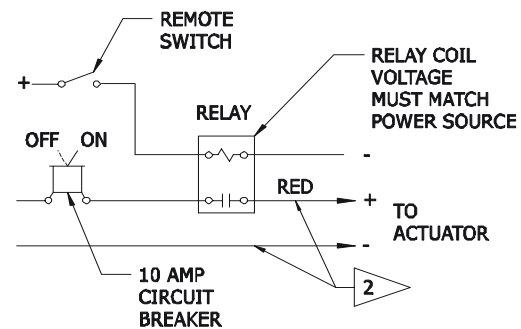 REMOTE
SWITCH
RELAY COIL
VOLTAGE
MUST MATCH
POWER SOURCE
+
RELAY
OFF ON
-
RED
+
TO
ACTUATOR
-
2
10 AMP
CIRCUIT
BREAKER